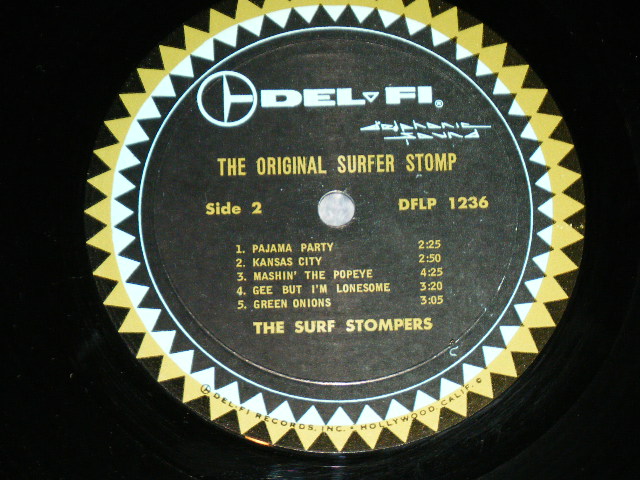 DEL-FI ®
delphonic
sound
THE ORIGINAL SURFER STOMP
Side 2 DFLP 1236
1. PAJAMA PARTY 2:25
2. KANSAS CITY 2:50
3. MASHIN' THE POPEYE 4:25
4. GEE BUT I'M LONESOME 3:20
5. GREEN ONIONS 3:05
THE SURF STOMPERS
© DEL-FI RECORDS, INC. • HOLLYWOOD CALIF. ©